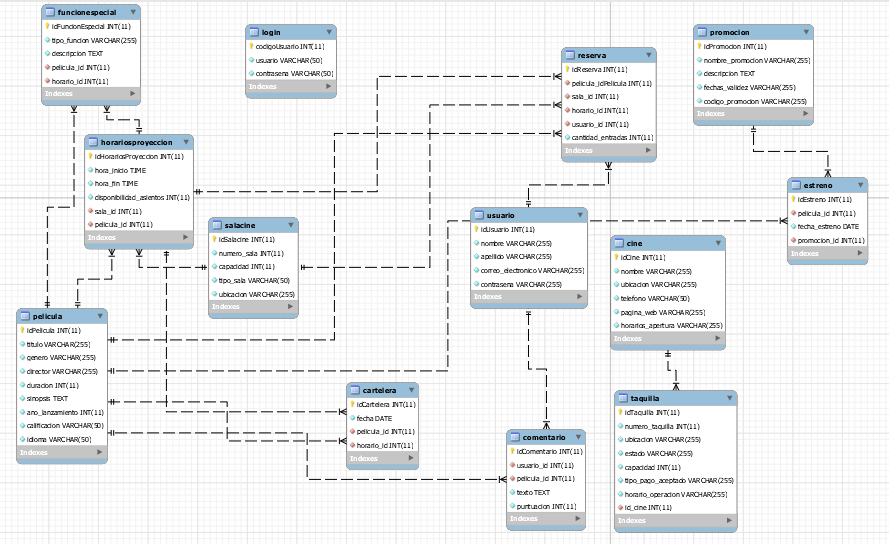 funcionespecial
idFuncionEspecial INT(11)
tipo_funcion VARCHAR(255)
descripcion TEXT
pelicula_id INT(11)
horario_id INT(11)
Indexes
login
codigoUsuario INT(11)
usuario VARCHAR(50)
contrasena VARCHAR(50)
Indexes
reserva
idReserva INT(11)
pelicula_idPelicula INT(11)
sala_id INT(11)
horario_id INT(11)
usuario_id INT(11)
cantidad_entradas INT(11)
Indexes
promocion
idPromocion INT(11)
nombre_promocion VARCHAR(255)
descripcion TEXT
fechas_validez VARCHAR(255)
codigo_promocion VARCHAR(255)
Indexes
horariosproyeccion
idHorariosProyeccion INT(11)
hora_inicio TIME
hora_fin TIME
disponibilidad_asientos INT(11)
sala_id INT(11)
pelicula_id INT(11)
Indexes
estreno
idEstreno INT(11)
pelicula_id INT(11)
fecha_estreno DATE
promocion_id INT(11)
Indexes
salacine
idSalacine INT(11)
numero_sala INT(11)
capacidad INT(11)
tipo_sala VARCHAR(50)
ubicacion VARCHAR(255)
Indexes
usuario
idUsuario INT(11)
nombre VARCHAR(255)
apellido VARCHAR(255)
correo_electronico VARCHAR(255)
contrasena VARCHAR(255)
Indexes
cine
idCine INT(11)
nombre VARCHAR(255)
ubicacion VARCHAR(255)
telefono VARCHAR(50)
pagina_web VARCHAR(255)
horarios_apertura VARCHAR(255)
Indexes
pelicula
idPelicula INT(11)
titulo VARCHAR(255)
genero VARCHAR(255)
director VARCHAR(255)
duracion INT(11)
sinopsis TEXT
ano_lanzamiento INT(11)
calificacion VARCHAR(50)
idioma VARCHAR(50)
Indexes
cartelera
idCartelera INT(11)
fecha DATE
pelicula_id INT(11)
horario_id INT(11)
Indexes
comentario
idComentario INT(11)
usuario_id INT(11)
pelicula_id INT(11)
texto TEXT
puntuacion INT(11)
Indexes
taquilla
idTaquilla INT(11)
numero_taquilla INT(11)
ubicacion VARCHAR(255)
estado VARCHAR(255)
capacidad INT(11)
tipo_pago_aceptado VARCHAR(255)
horario_operacion VARCHAR(255)
id_cine INT(11)
Indexes